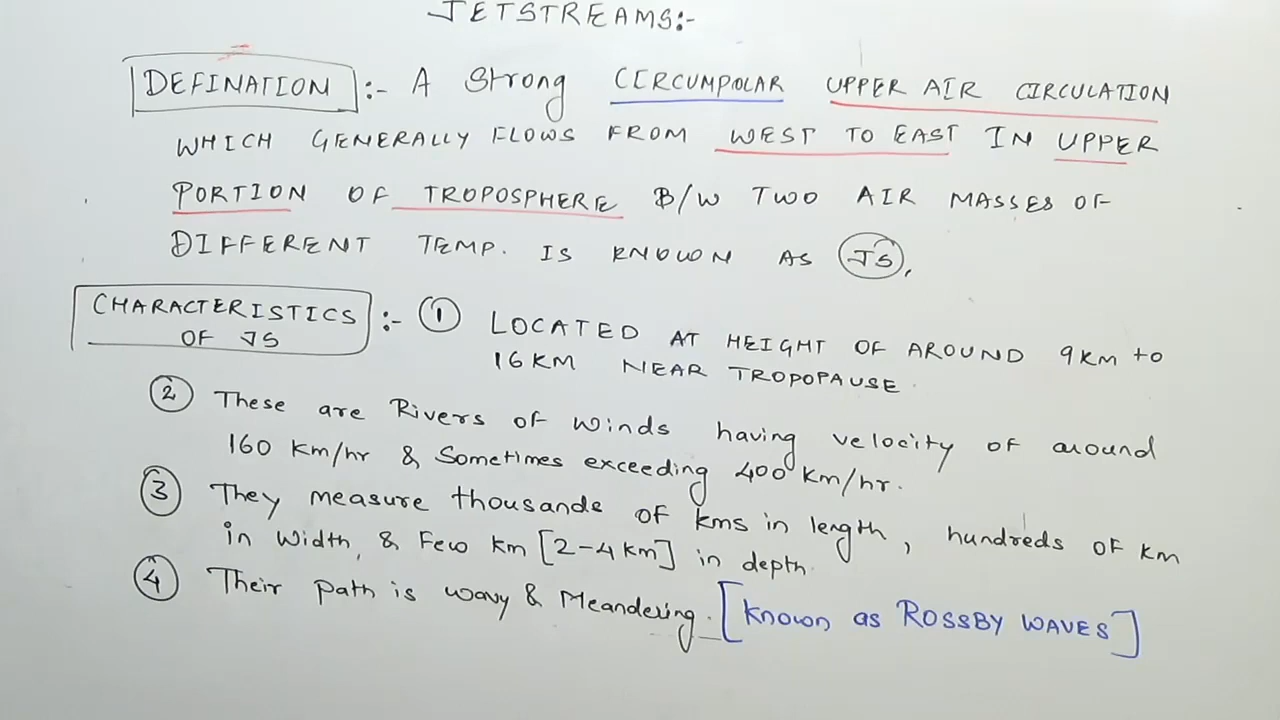 JETSTREAMS:-
DEFINATION :- A Strong CIRCUMPOLAR UPPER AIR CIRCULATION
WHICH GENERALLY FLOWS FROM WEST TO EAST IN UPPER
PORTION OF TROPOSPHERE B/W TWO AIR MASSES OF
DIFFERENT TEMP. IS KNOWN AS JS.
CHARACTERISTICS OF JS :- ① LOCATED AT HEIGHT OF AROUND 9KM to
16KM NEAR TROPOPAUSE.
② These are Rivers of winds having velocity of around
160 Km/hr & Sometimes exceeding 400 Km/hr.
③ They measure thousands of kms in length, hundreds of km
in width, & Few km [2-4km] in depth.
④ Their path is wavy & Meandering. [Known as ROSSBY WAVES]